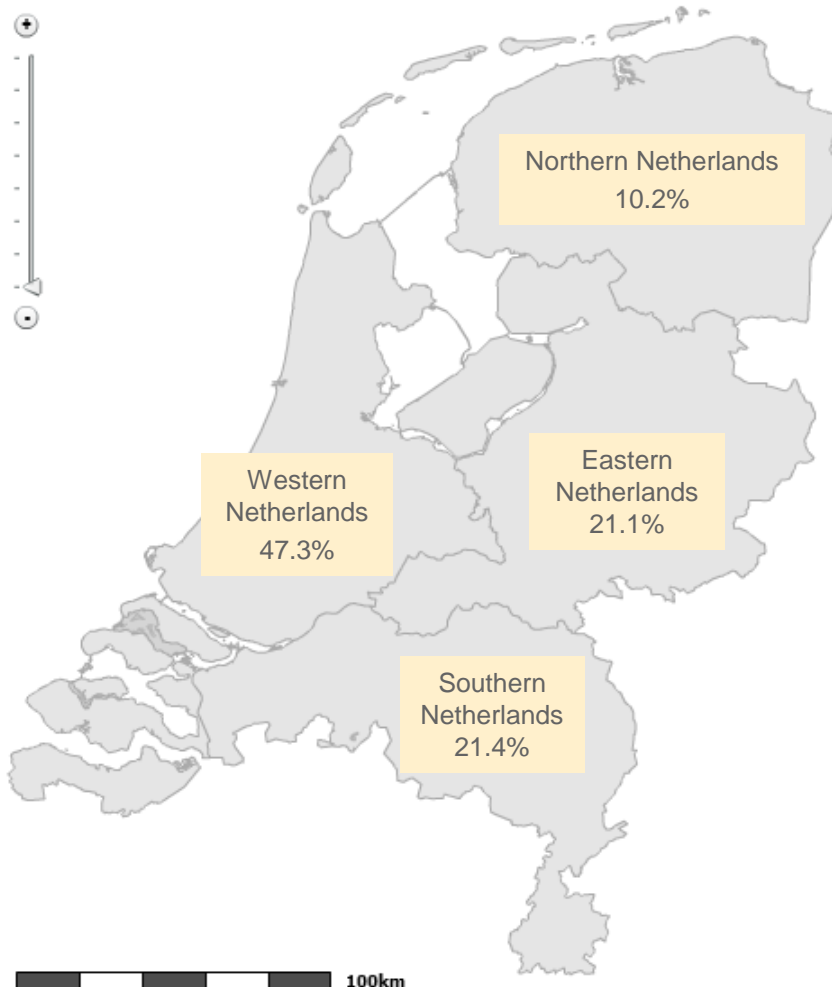 +
Northern Netherlands
10.2%
Eastern
Netherlands
21.1%
Western
Netherlands
47.3%
Southern
Netherlands
21.4%
-
100km